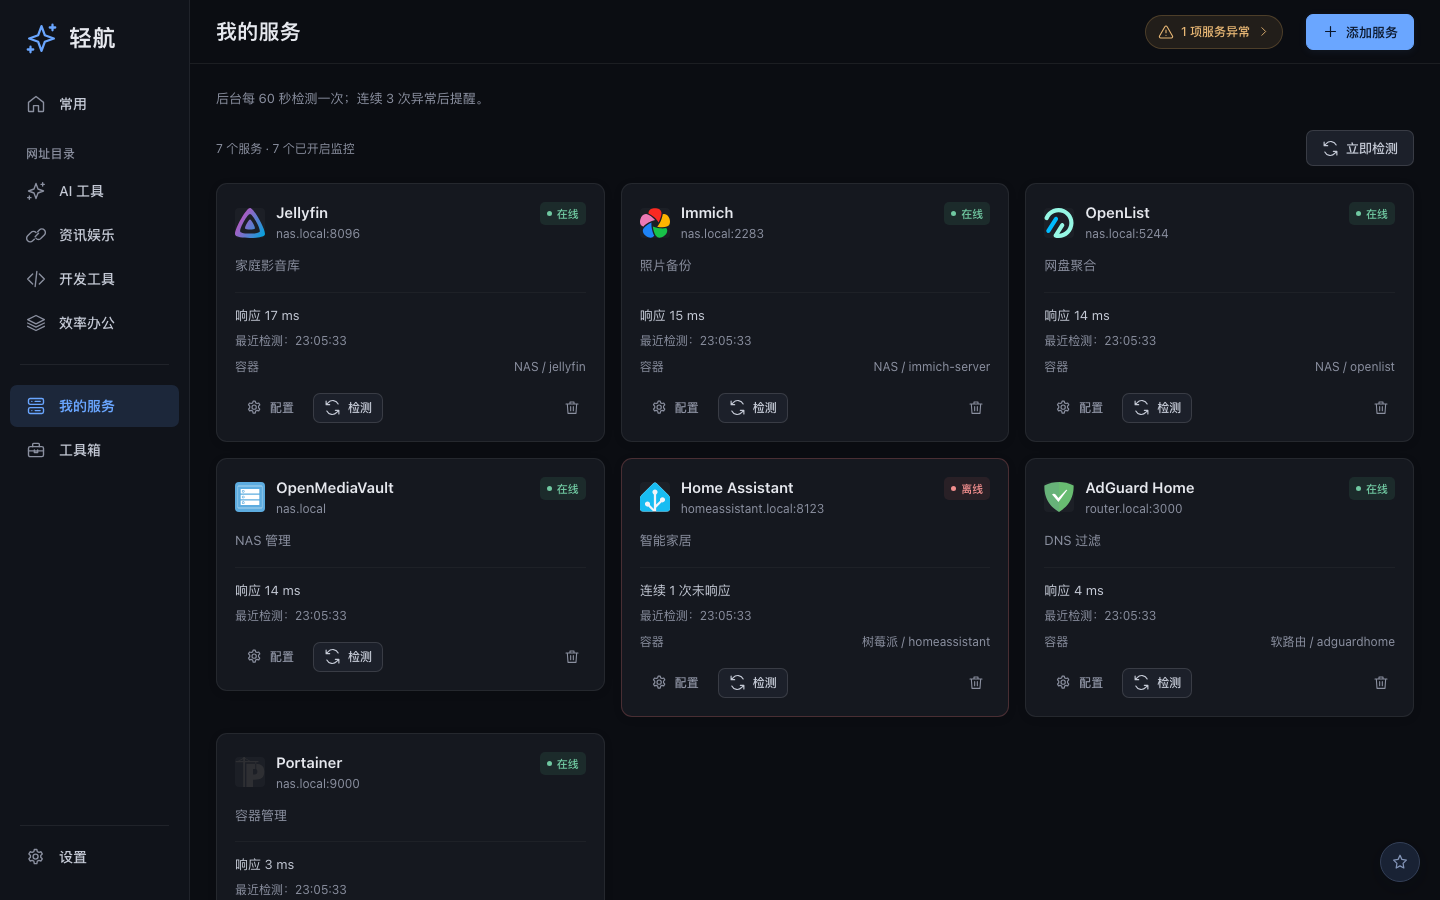 轻航
我的服务
1 项服务异常
添加服务
常用
网址目录
AI 工具
资讯娱乐
开发工具
效率办公
我的服务
工具箱
设置
后台每 60 秒检测一次；连续 3 次异常后提醒。
7 个服务 · 7 个已开启监控
立即检测
Jellyfin
在线
nas.local:8096
家庭影音库
响应 17 ms
最近检测：23:05:33
容器 NAS / jellyfin
配置 检测
Immich
在线
nas.local:2283
照片备份
响应 15 ms
最近检测：23:05:33
容器 NAS / immich-server
配置 检测
OpenList
在线
nas.local:5244
网盘聚合
响应 14 ms
最近检测：23:05:33
容器 NAS / openlist
配置 检测
OpenMediaVault
在线
nas.local
NAS 管理
响应 14 ms
最近检测：23:05:33
配置 检测
Home Assistant
离线
homeassistant.local:8123
智能家居
连续 1 次未响应
最近检测：23:05:33
容器 树莓派 / homeassistant
配置 检测
AdGuard Home
在线
router.local:3000
DNS 过滤
响应 4 ms
最近检测：23:05:33
容器 软路由 / adguardhome
配置 检测
Portainer
在线
nas.local:9000
容器管理
响应 3 ms
最近检测：23:05:33